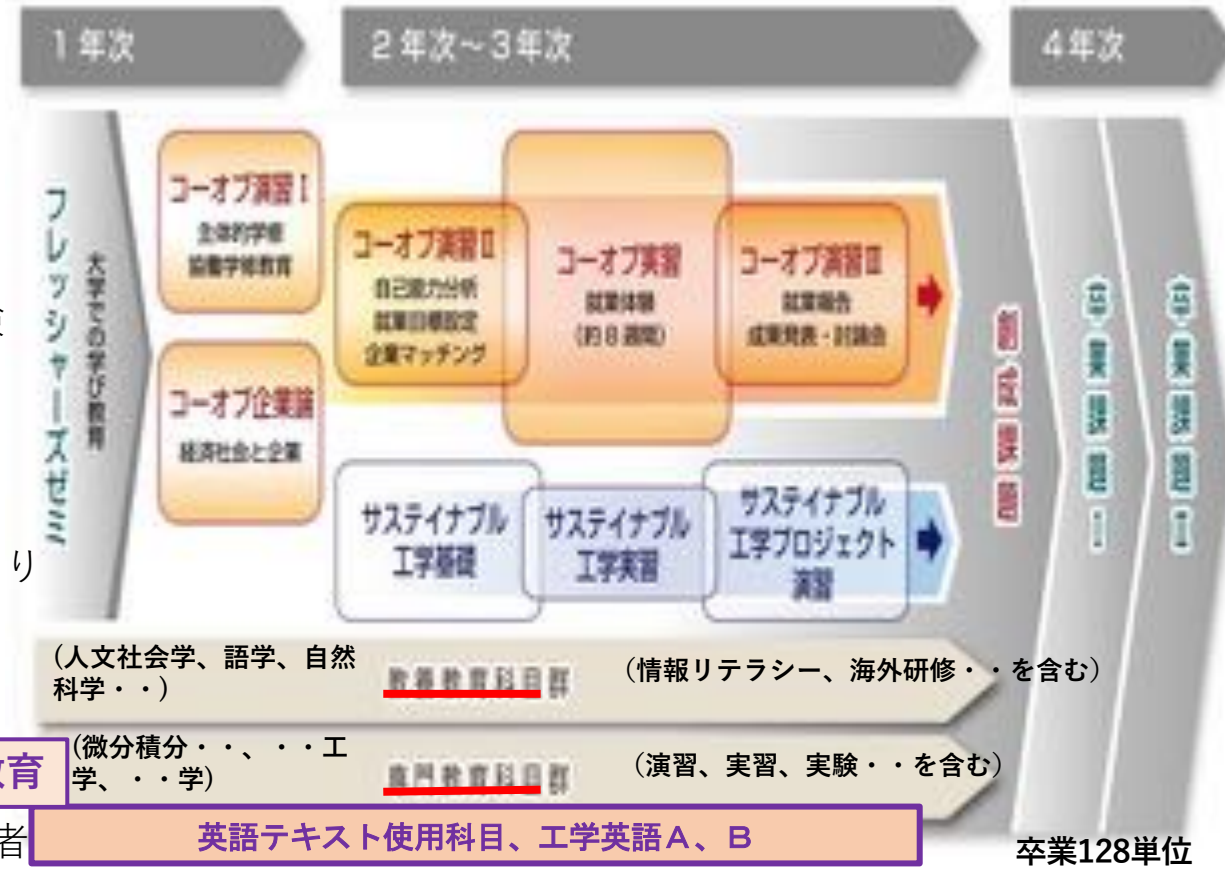 1年次
2年次～3年次
4年次
フレッシャーズゼミ
大学での学び教育
コーオプ演習Ⅰ
主体的学修
協働学修教育
コーオプ企業論
経済社会と企業
コーオプ演習Ⅱ
自己能力分析
就業目標設定
企業マッチング
コーオプ実習
就業体験
(約8週間)
コーオプ演習Ⅲ
就業報告
成果発表・討論会
サステイナブル
工学基礎
サステイナブル
工学実習
サステイナブル
工学プロジェクト
演習
創成課題
卒業課題Ⅰ
卒業課題Ⅱ
り
(人文社会学、語学、自然
科学・・)
教養教育科目群
（情報リテラシー、海外研修・・を含む）
教育
(微分積分・・、・・工
学、・・学)
専門教育科目群
（演習、実習、実験・・を含む）
者
英語テキスト使用科目、工学英語Ａ、Ｂ
卒業128単位